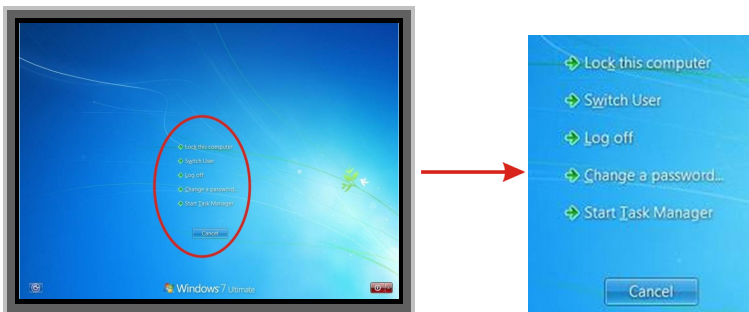 Lock this computer
Switch User
Log off
Change a password...
Start Task Manager
Cancel
Windows 7 Ultimate
Lock this computer
Switch User
Log off
Change a password...
Start Task Manager
Cancel